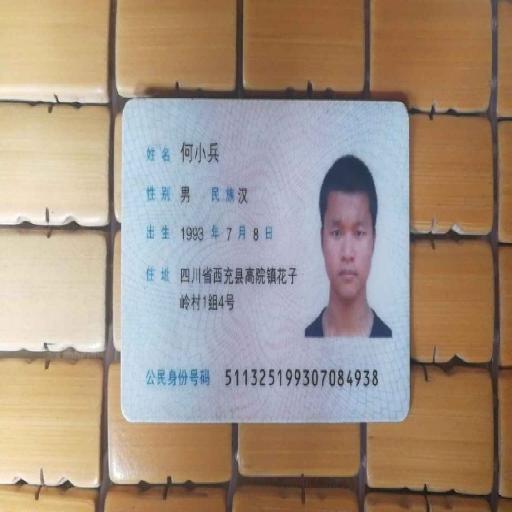 姓名 何小兵
性别 男 民族 汉
出生 1993 年 7 月 8 日
住址 四川省西充县高院镇花子
岭村1组4号
公民身份号码 511325199307084938